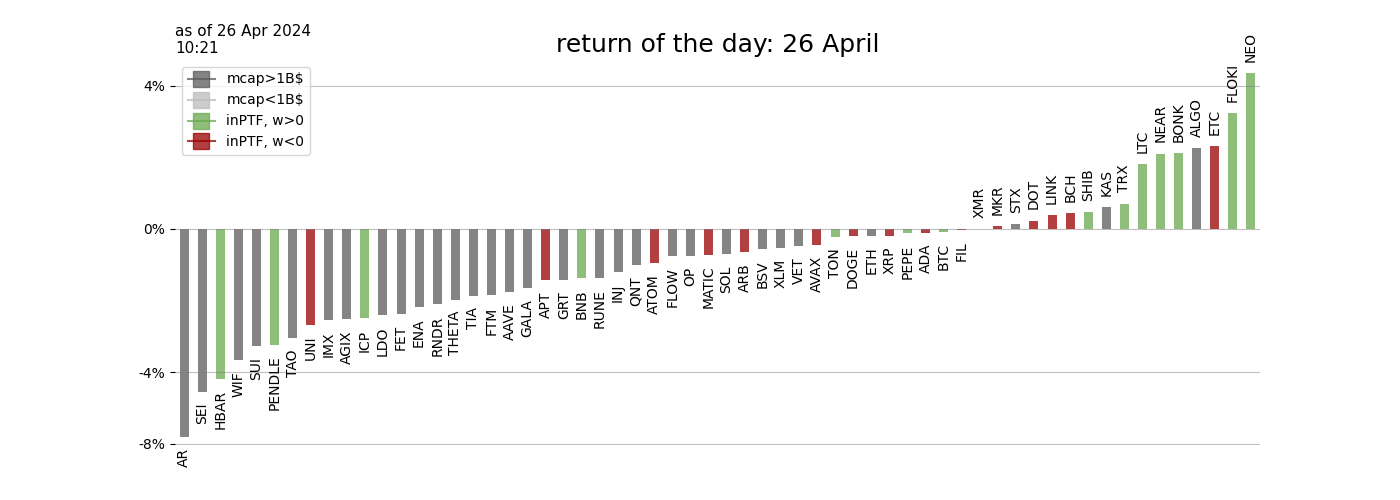 as of 26 Apr 2024
10:21
return of the day: 26 April
mcap>1B$
mcap<1B$
inPTF, w>0
inPTF, w<0
4%
0%
-4%
-8%
AR
SEI
HBAR
WIF
SUI
PENDLE
TAO
UNI
IMX
AGIX
ICP
LDO
FET
ENA
RNDR
THETA
TIA
FTM
AAVE
GALA
APT
GRT
BNB
RUNE
INJ
QNT
ATOM
FLOW
OP
MATIC
SOL
ARB
BSV
XLM
VET
AVAX
TON
DOGE
ETH
XRP
PEPE
ADA
BTC
FIL
XMR
MKR
STX
DOT
LINK
BCH
SHIB
KAS
TRX
LTC
NEAR
BONK
ALGO
ETC
FLOKI
NEO